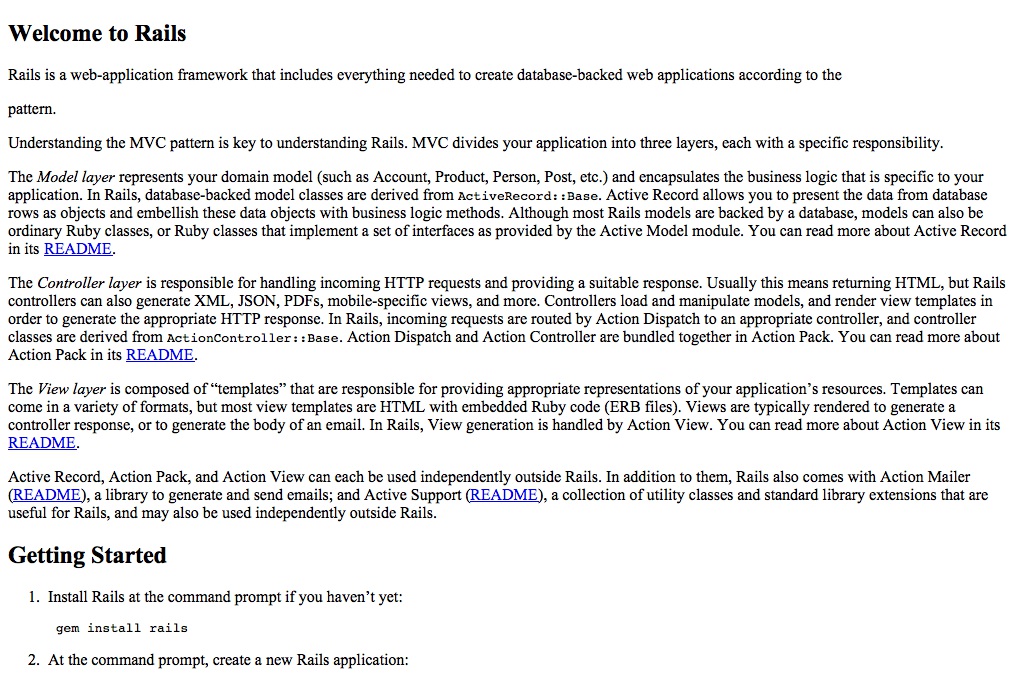 Welcome to Rails
Rails is a web-application framework that includes everything needed to create database-backed web applications according to the
pattern.
Understanding the MVC pattern is key to understanding Rails. MVC divides your application into three layers, each with a specific responsibility.
The Model layer represents your domain model (such as Account, Product, Person, Post, etc.) and encapsulates the business logic that is specific to your
application. In Rails, database-backed model classes are derived from ActiveRecord::Base. Active Record allows you to present the data from database
rows as objects and embellish these data objects with business logic methods. Although most Rails models are backed by a database, models can also be
ordinary Ruby classes, or Ruby classes that implement a set of interfaces as provided by the Active Model module. You can read more about Active Record
in its README.
The Controller layer is responsible for handling incoming HTTP requests and providing a suitable response. Usually this means returning HTML, but Rails
controllers can also generate XML, JSON, PDFs, mobile-specific views, and more. Controllers load and manipulate models, and render view templates in
order to generate the appropriate HTTP response. In Rails, incoming requests are routed by Action Dispatch to an appropriate controller, and controller
classes are derived from ActionController::Base. Action Dispatch and Action Controller are bundled together in Action Pack. You can read more about
Action Pack in its README.
The View layer is composed of “templates” that are responsible for providing appropriate representations of your application’s resources. Templates can
come in a variety of formats, but most view templates are HTML with embedded Ruby code (ERB files). Views are typically rendered to generate a
controller response, or to generate the body of an email. In Rails, View generation is handled by Action View. You can read more about Action View in its
README.
Active Record, Action Pack, and Action View can each be used independently outside Rails. In addition to them, Rails also comes with Action Mailer
(README), a library to generate and send emails; and Active Support (README), a collection of utility classes and standard library extensions that are
useful for Rails, and may also be used independently outside Rails.
Getting Started
1. Install Rails at the command prompt if you haven’t yet:
gem install rails
2. At the command prompt, create a new Rails application: